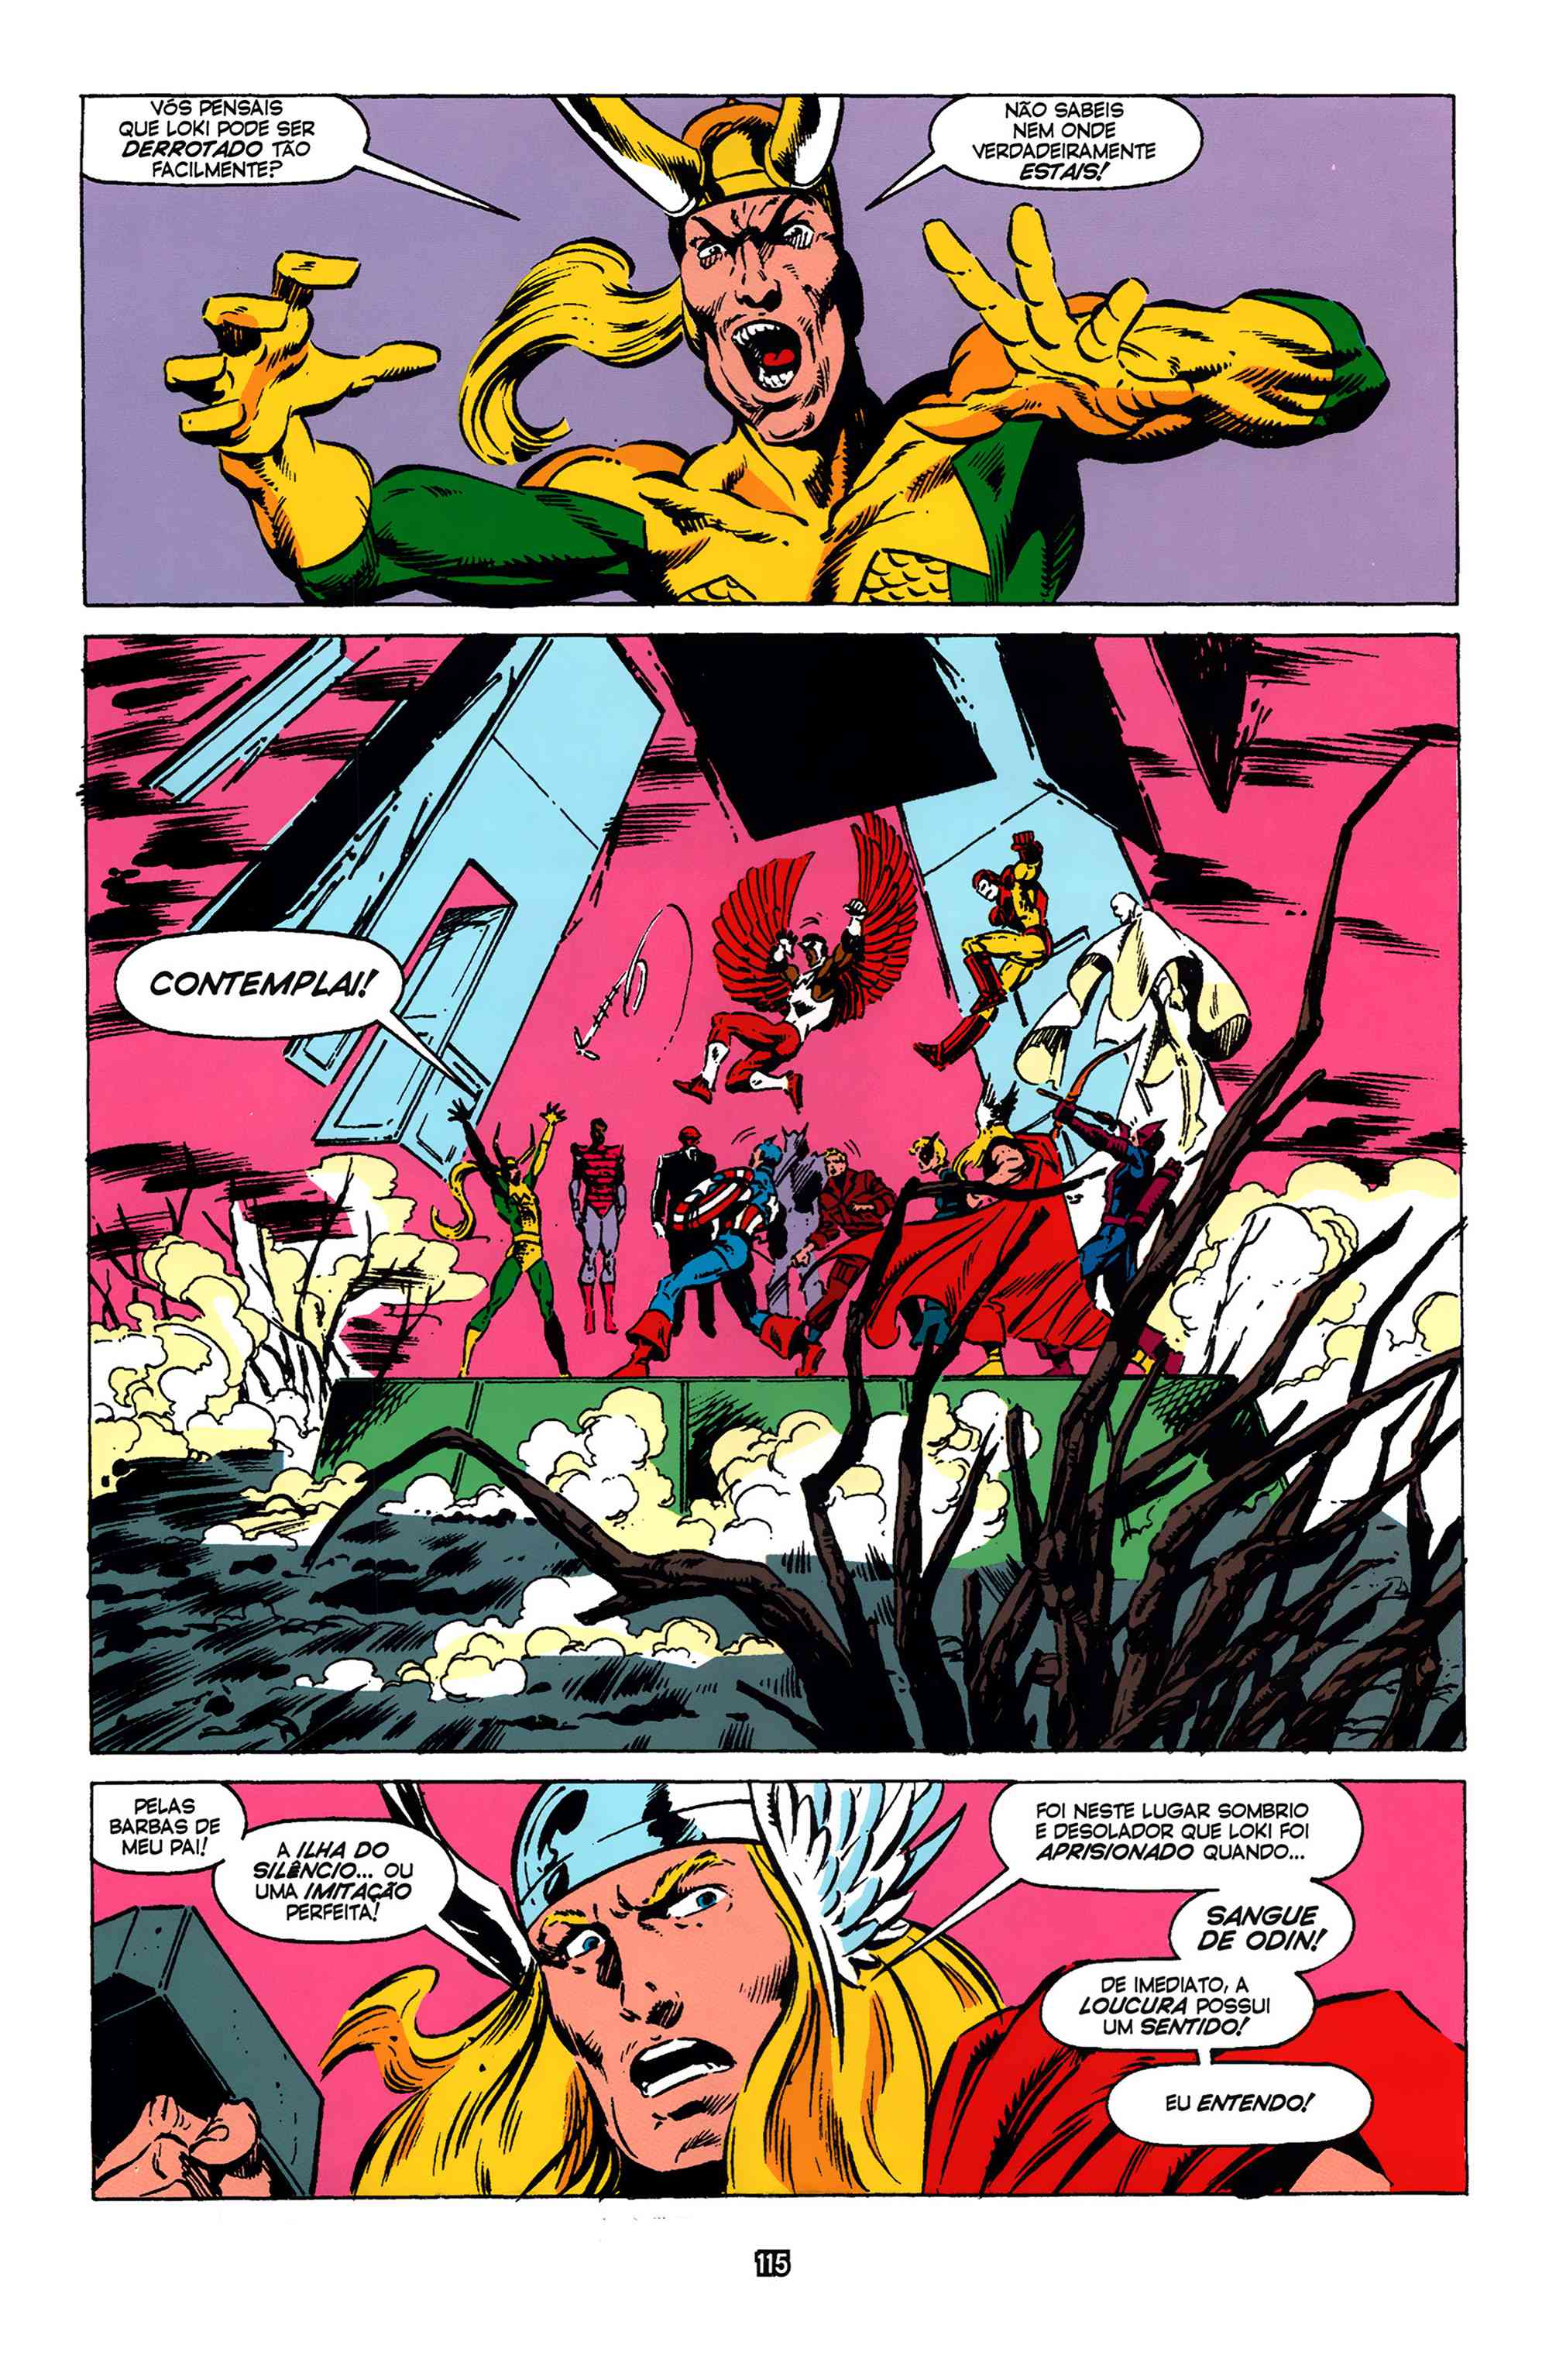 VÓS PENSAIS
QUE LOKI PODE SER
DERROTADO TÃO
FACILMENTE?
NÃO SABEIS
NEM ONDE
VERDADEIRAMENTE
ESTAIS!
CONTEMPLAI!
PELAS
BARBAS DE
MEU PAI!
A ILHA DO
SILÊNCIO... OU
UMA IMITAÇÃO
PERFEITA!
FOI NESTE LUGAR SOMBRIO
E DESOLADOR QUE LOKI FOI
APRISIONADO QUANDO...
SANGUE
DE ODIN!
DE IMEDIATO, A
LOUCURA POSSUI
UM SENTIDO!
EU ENTENDO!
115